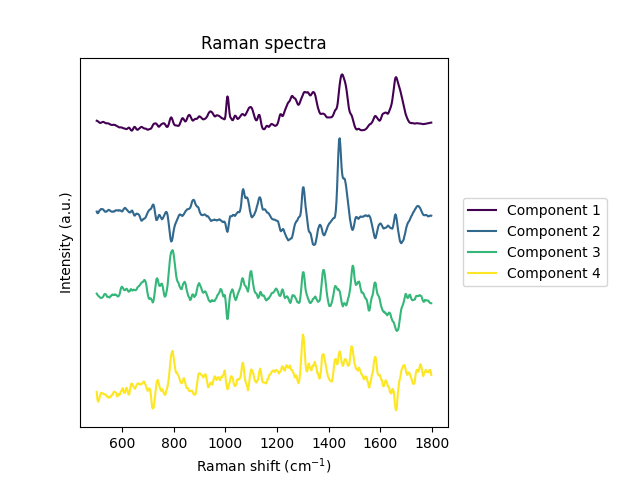 Raman spectra
Intensity (a.u.)
Component 1
Component 2
Component 3
Component 4
600 800 1000 1200 1400 1600 1800
Raman shift (cm⁻¹)